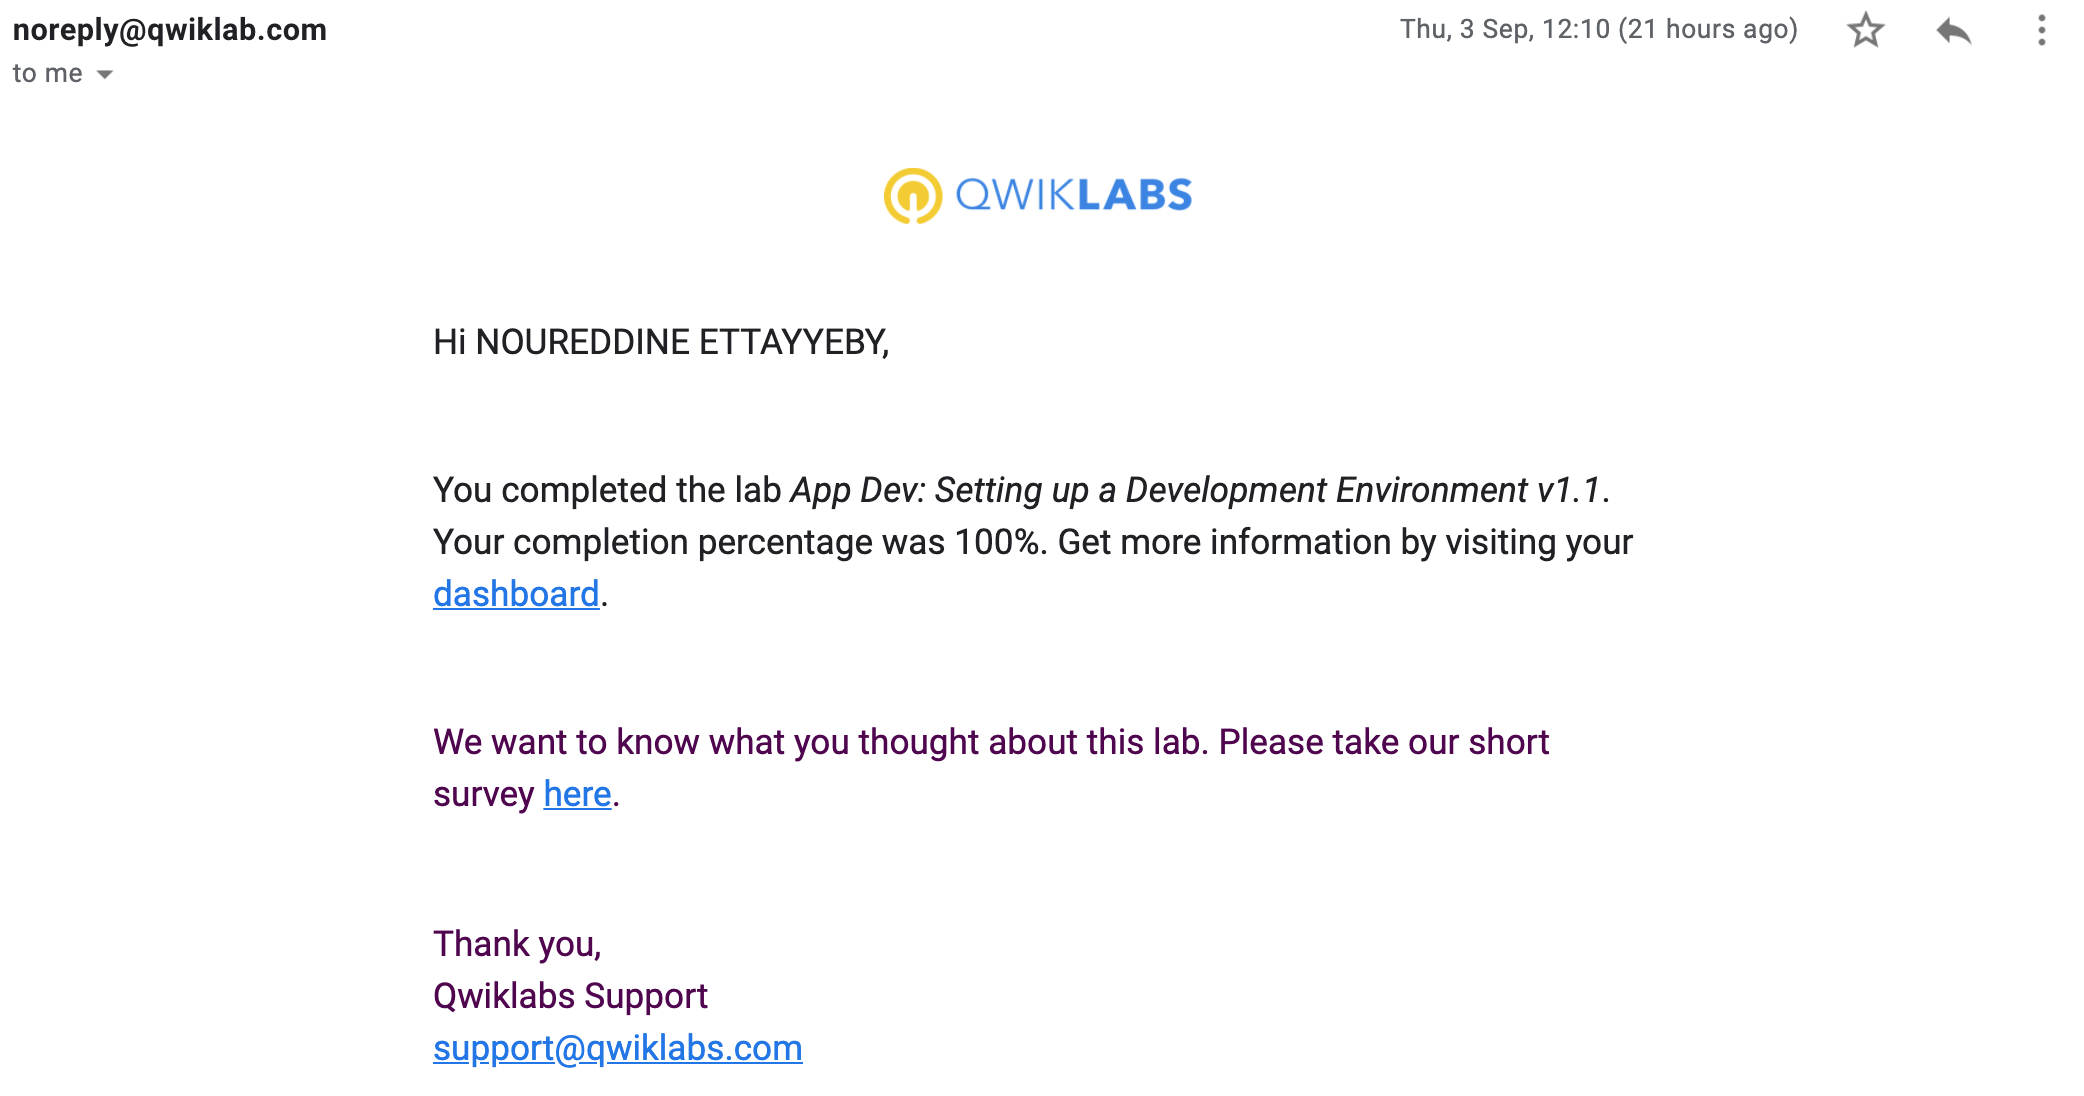 noreply@qwiklab.com
Thu, 3 Sep, 12:10 (21 hours ago)
to me
QWIKLABS
Hi NOUREDDINE ETTAYYEBY,
You completed the lab App Dev: Setting up a Development Environment v1.1.
Your completion percentage was 100%. Get more information by visiting your
dashboard.
We want to know what you thought about this lab. Please take our short
survey here.
Thank you,
Qwiklabs Support
support@qwiklabs.com